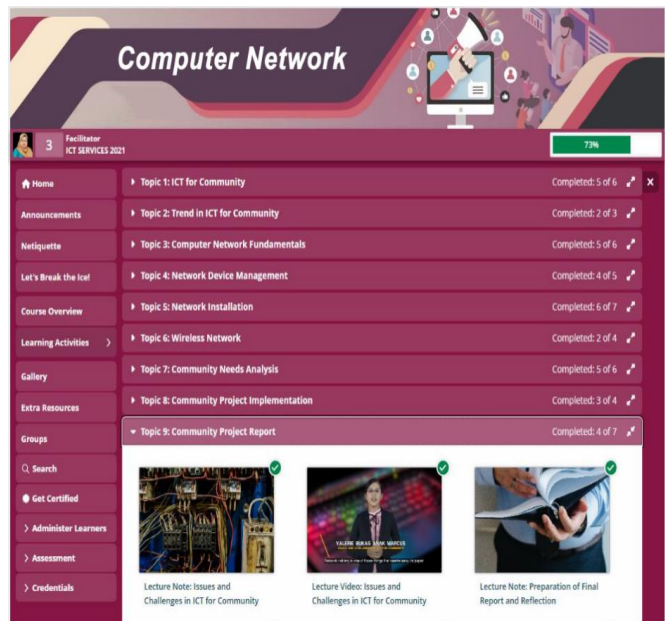 Computer Network
3
Facilitator
ICT SERVICES 2021
73%
Home
Announcements
Netiquette
Let's Break the Ice!
Course Overview
Learning Activities
Gallery
Extra Resources
Groups
Search
Get Certified
Administer Learners
Assessment
Credentials
Topic 1: ICT for Community Completed: 5 of 6
Topic 2: Trend in ICT for Community Completed: 2 of 3
Topic 3: Computer Network Fundamentals Completed: 5 of 6
Topic 4: Network Device Management Completed: 4 of 5
Topic 5: Network Installation Completed: 6 of 7
Topic 6: Wireless Network Completed: 2 of 4
Topic 7: Community Needs Analysis Completed: 5 of 6
Topic 8: Community Project Implementation Completed: 3 of 4
Topic 9: Community Project Report Completed: 4 of 7
Lecture Note: Issues and
Challenges in ICT for Community
Lecture Video: Issues and
Challenges in ICT for Community
Lecture Note: Preparation of Final
Report and Reflection